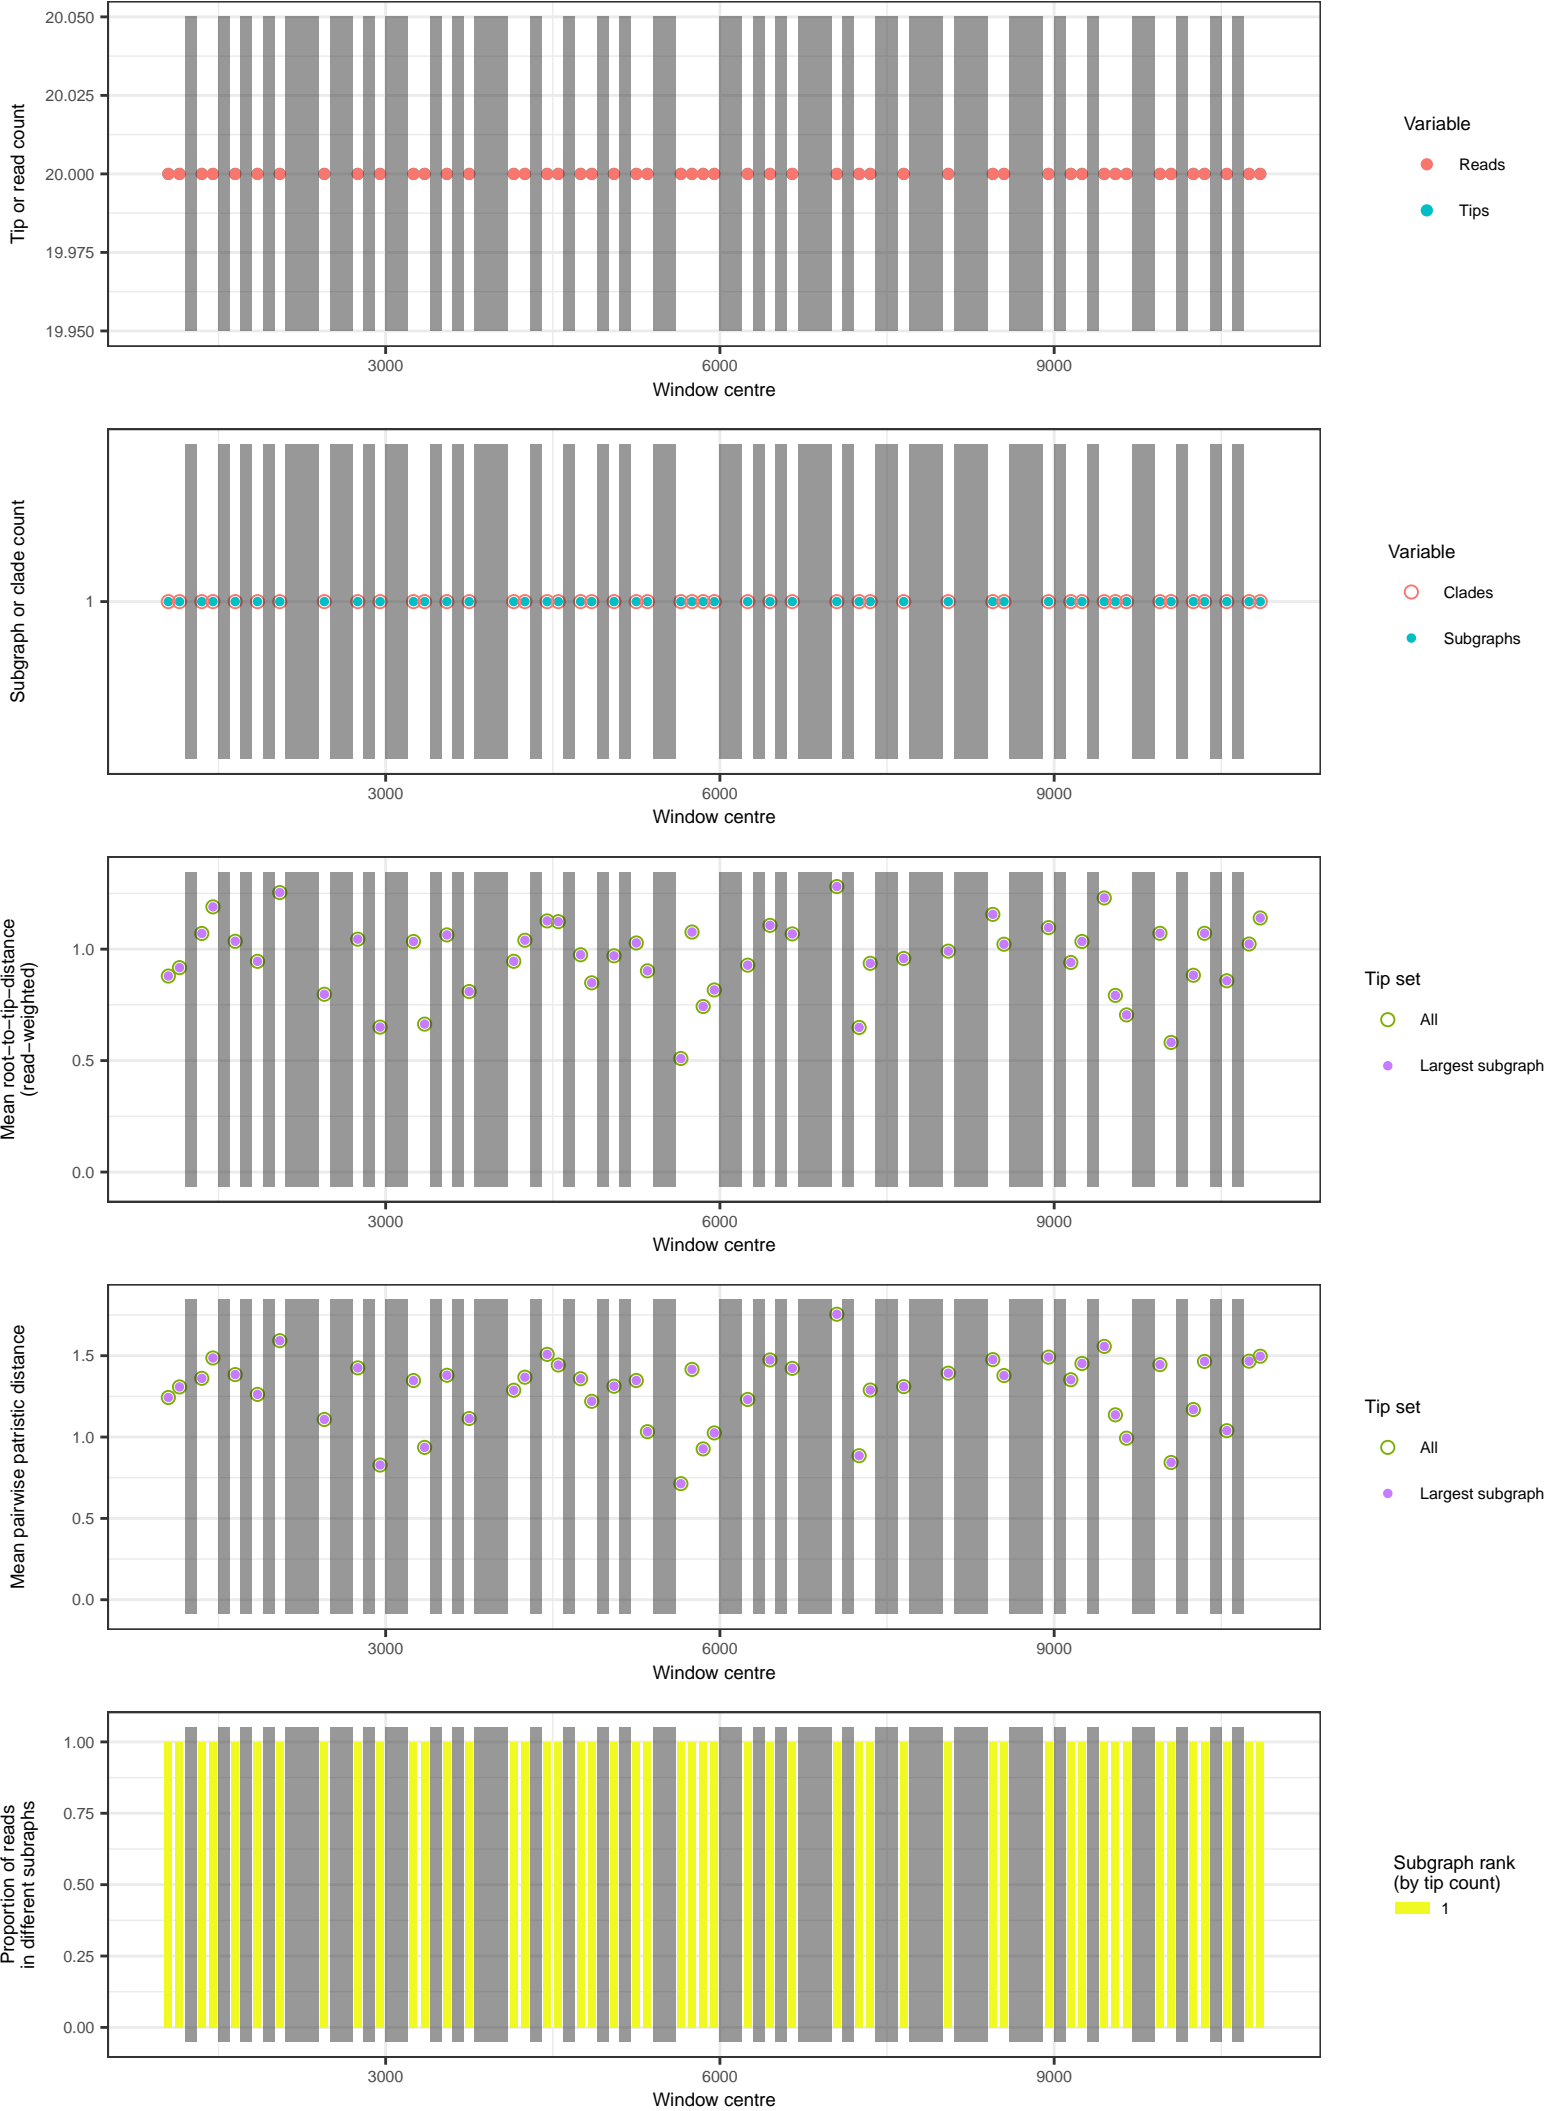 20.050
20.025
20.000
19.975
19.950
Tip or read count
3000
6000
9000
Window centre
Variable
Reads
Tips
1
Subgraph or clade count
3000
6000
9000
Window centre
Variable
Clades
Subgraphs
1.0
0.5
0.0
Mean root−to−tip−distance
(read−weighted)
3000
6000
9000
Window centre
Tip set
All
Largest subgraph
1.5
1.0
0.5
0.0
Mean pairwise patristic distance
3000
6000
9000
Window centre
Tip set
All
Largest subgraph
1.00
0.75
0.50
0.25
0.00
Proportion of reads
in different subraphs
3000
6000
9000
Window centre
Subgraph rank
(by tip count)
1